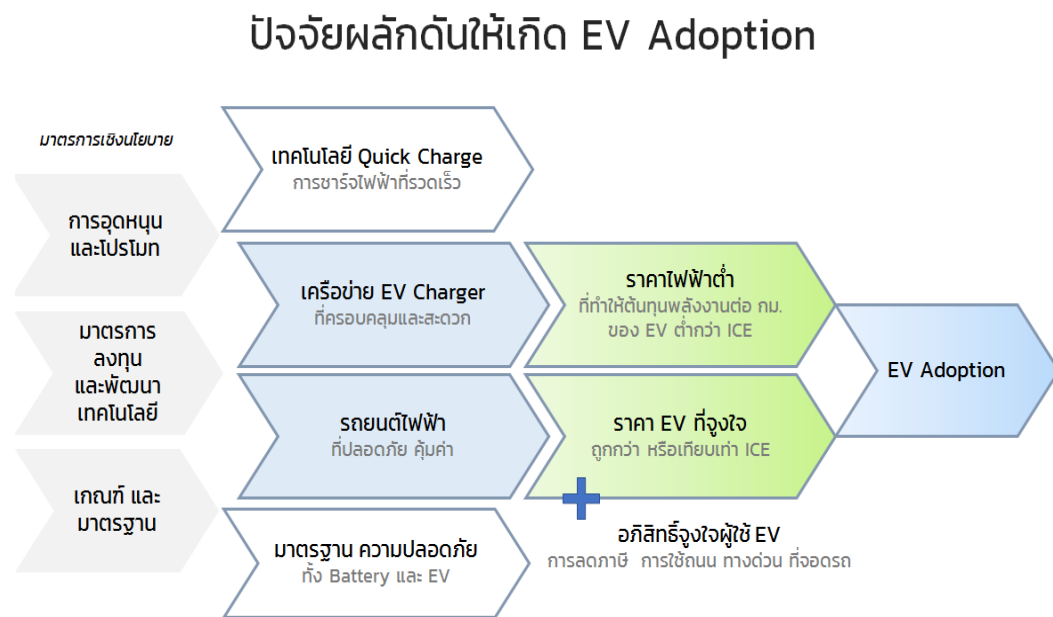 ปัจจัยผลักดันให้เกิด EV Adoption
มาตรการเชิงนโยบาย
การอุดหนุน
และโปรโมท
มาตรการ
ลงทุน
และพัฒนา
เทคโนโลยี
เกณฑ์ และ
มาตรฐาน
เทคโนโลยี Quick Charge
การชาร์จไฟฟ้าที่รวดเร็ว
เครือข่าย EV Charger
ที่ครอบคลุมและสะดวก
รถยนต์ไฟฟ้า
ที่ปลอดภัย คุ้มค่า
มาตรฐาน ความปลอดภัย
ทั้ง Battery และ EV
ราคาไฟฟ้าต่ำ
ที่ทำให้ต้นทุนพลังงานต่อ กม.
ของ EV ต่ำกว่า ICE
ราคา EV ที่จูงใจ
ถูกกว่า หรือเทียบเท่า ICE
อภิสิทธิ์จูงใจผู้ใช้ EV
การลดภาษี การใช้ถนน ทางด่วน ที่จอดรถ
EV Adoption